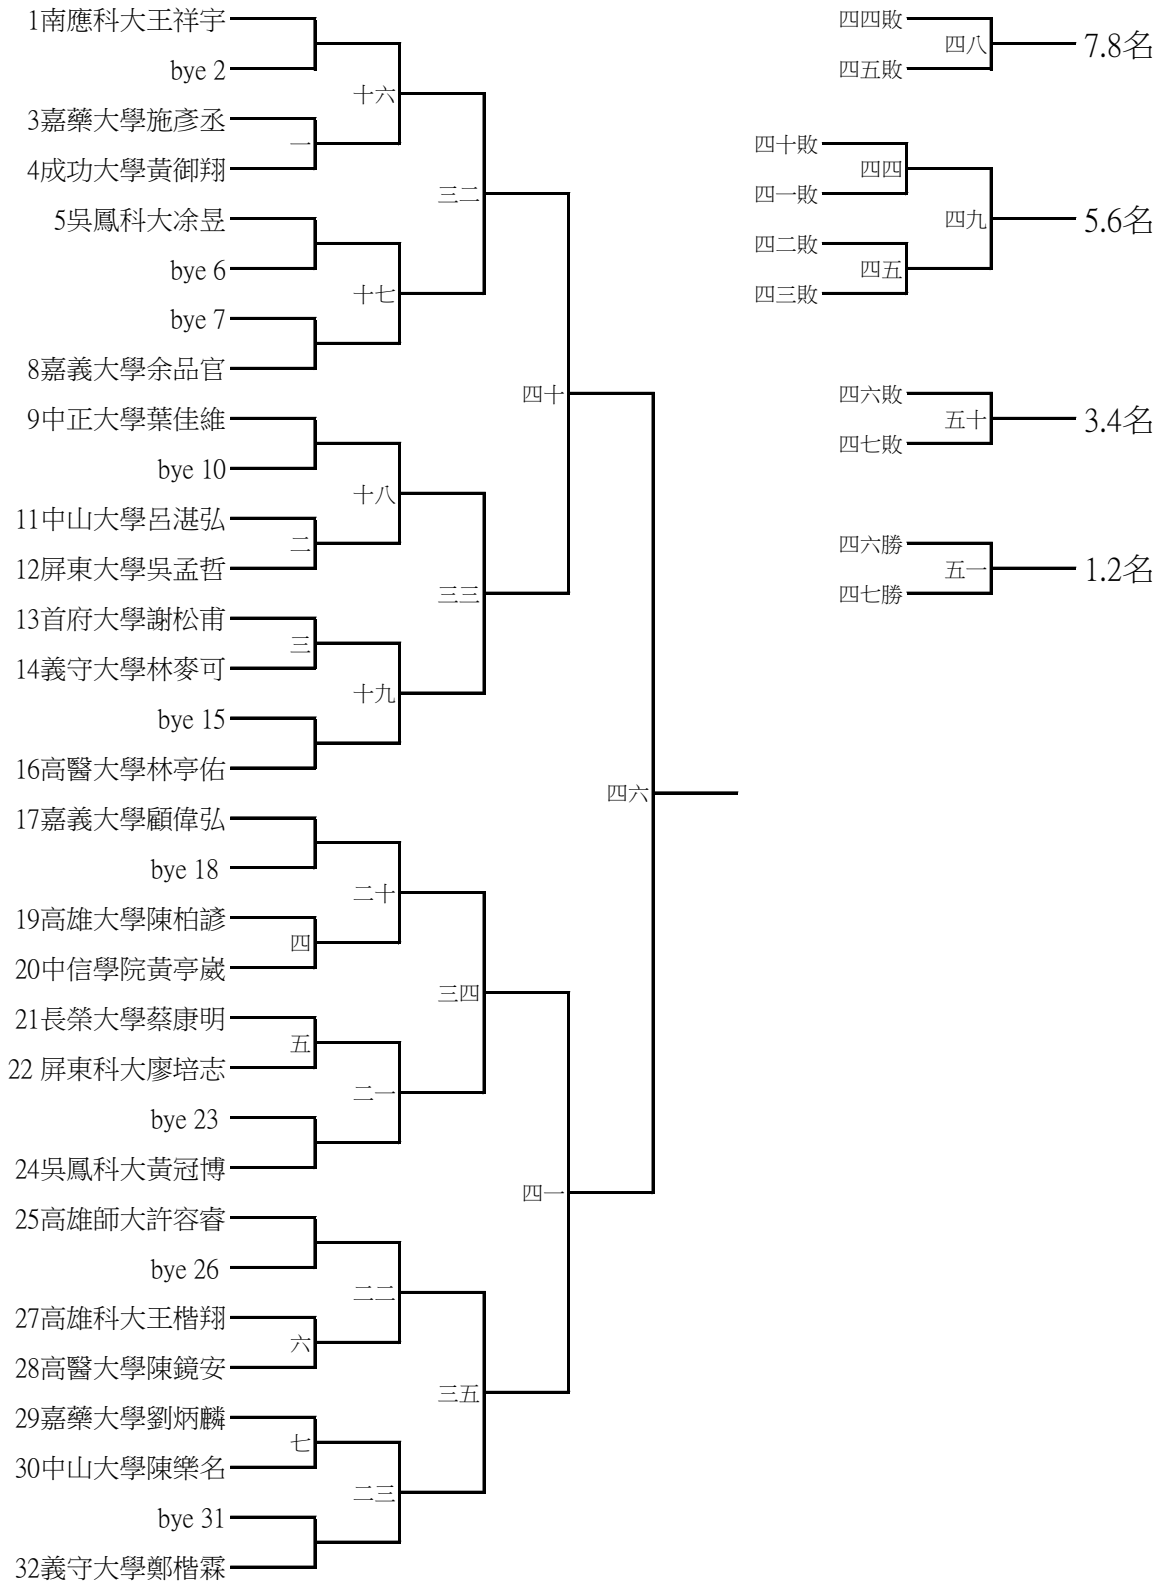 1南應科大王祥宇
bye 2
十六
3嘉藥大學施彥丞
一
4成功大學黃御翔
三二
5吳鳳科大凃昱
bye 6
十七
bye 7
8嘉義大學余品官
四十
9中正大學葉佳維
bye 10
十八
11中山大學呂湛弘
二
12屏東大學吳孟哲
三三
13首府大學謝松甫
三
14義守大學林麥可
十九
bye 15
16高醫大學林亭佑
四六
17嘉義大學顧偉弘
bye 18
二十
19高雄大學陳柏諺
四
20中信學院黃亭崴
三四
21長榮大學蔡康明
五
22 屏東科大廖培志
二一
bye 23
24吳鳳科大黃冠博
四一
25高雄師大許容睿
bye 26
二二
27高雄科大王楷翔
六
28高醫大學陳鏡安
三五
29嘉藥大學劉炳麟
七
30中山大學陳樂名
二三
bye 31
32義守大學鄭楷霖
四四敗
四八
7.8名
四五敗
四十敗
四四
四一敗
四九
5.6名
四二敗
四五
四三敗
四六敗
五十
3.4名
四七敗
四六勝
五一
1.2名
四七勝